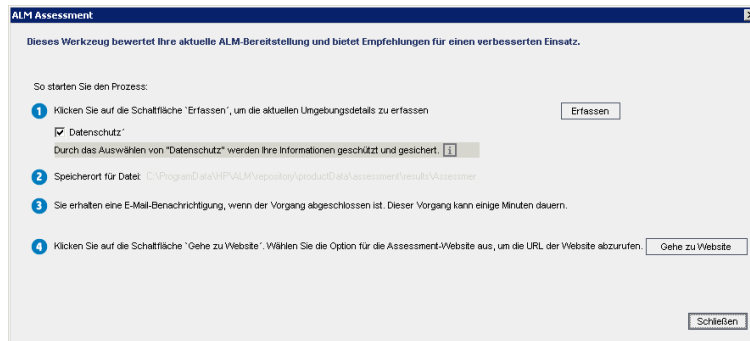 ALM Assessment
Dieses Werkzeug bewertet Ihre aktuelle ALM-Bereitstellung und bietet Empfehlungen für einen verbesserten Einsatz.
So starten Sie den Prozess:
1 Klicken Sie auf die Schaltfläche `Erfassen´, um die aktuellen Umgebungsdetails zu erfassen Erfassen
Datenschutz´
Durch das Auswählen von "Datenschutz" werden Ihre Informationen geschützt und gesichert. i
2 Speicherort für Datei: C:\ProgramData\HP\ALM\repository\productData\assessment\results\Assessmer
3 Sie erhalten eine E-Mail-Benachrichtigung, wenn der Vorgang abgeschlossen ist. Dieser Vorgang kann einige Minuten dauern.
4 Klicken Sie auf die Schaltfläche `Gehe zu Website´. Wählen Sie die Option für die Assessment-Website aus, um die URL der Website abzurufen. Gehe zu Website
Schließen